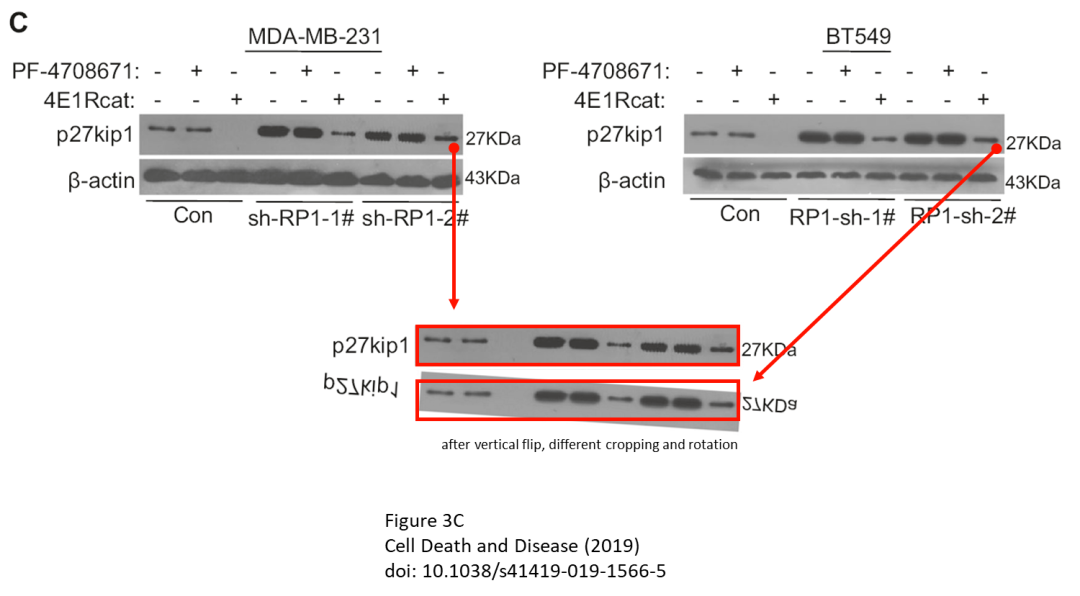 C
MDA-MB-231
PF-4708671: - + - - + - - + -
4E1Rcat: - - + - - + - - +
p27kip1 27KDa
β-actin 43KDa
Con sh-RP1-1# sh-RP1-2#
BT549
PF-4708671: - + - - + - - + -
4E1Rcat: - - + - - + - - +
p27kip1 27KDa
β-actin 43KDa
Con RP1-sh-1# RP1-sh-2#
p27kip1 27KDa
p27kip1 27KDa
after vertical flip, different cropping and rotation
Figure 3C
Cell Death and Disease (2019)
doi: 10.1038/s41419-019-1566-5